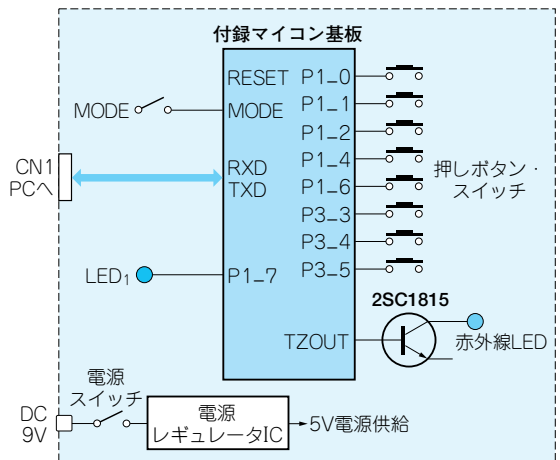 付録マイコン基板
RESET
MODE
MODE
RXD
TXD
CN1
PCへ
LED1
P1_7
P1_0
P1_1
P1_2
P1_4
P1_6
P3_3
P3_4
P3_5
押しボタン・
スイッチ
TZOUT
2SC1815
赤外線LED
電源
スイッチ
DC
9V
電源
レギュレータIC
5V電源供給